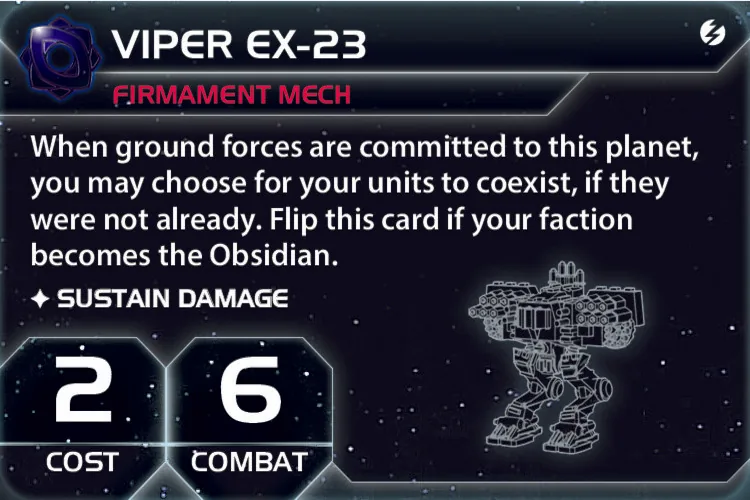 VIPER EX-23
FIRMAMENT MECH
When ground forces are committed to this planet,
you may choose for your units to coexist, if they
were not already. Flip this card if your faction
becomes the Obsidian.
✦ SUSTAIN DAMAGE
2 6
COST COMBAT